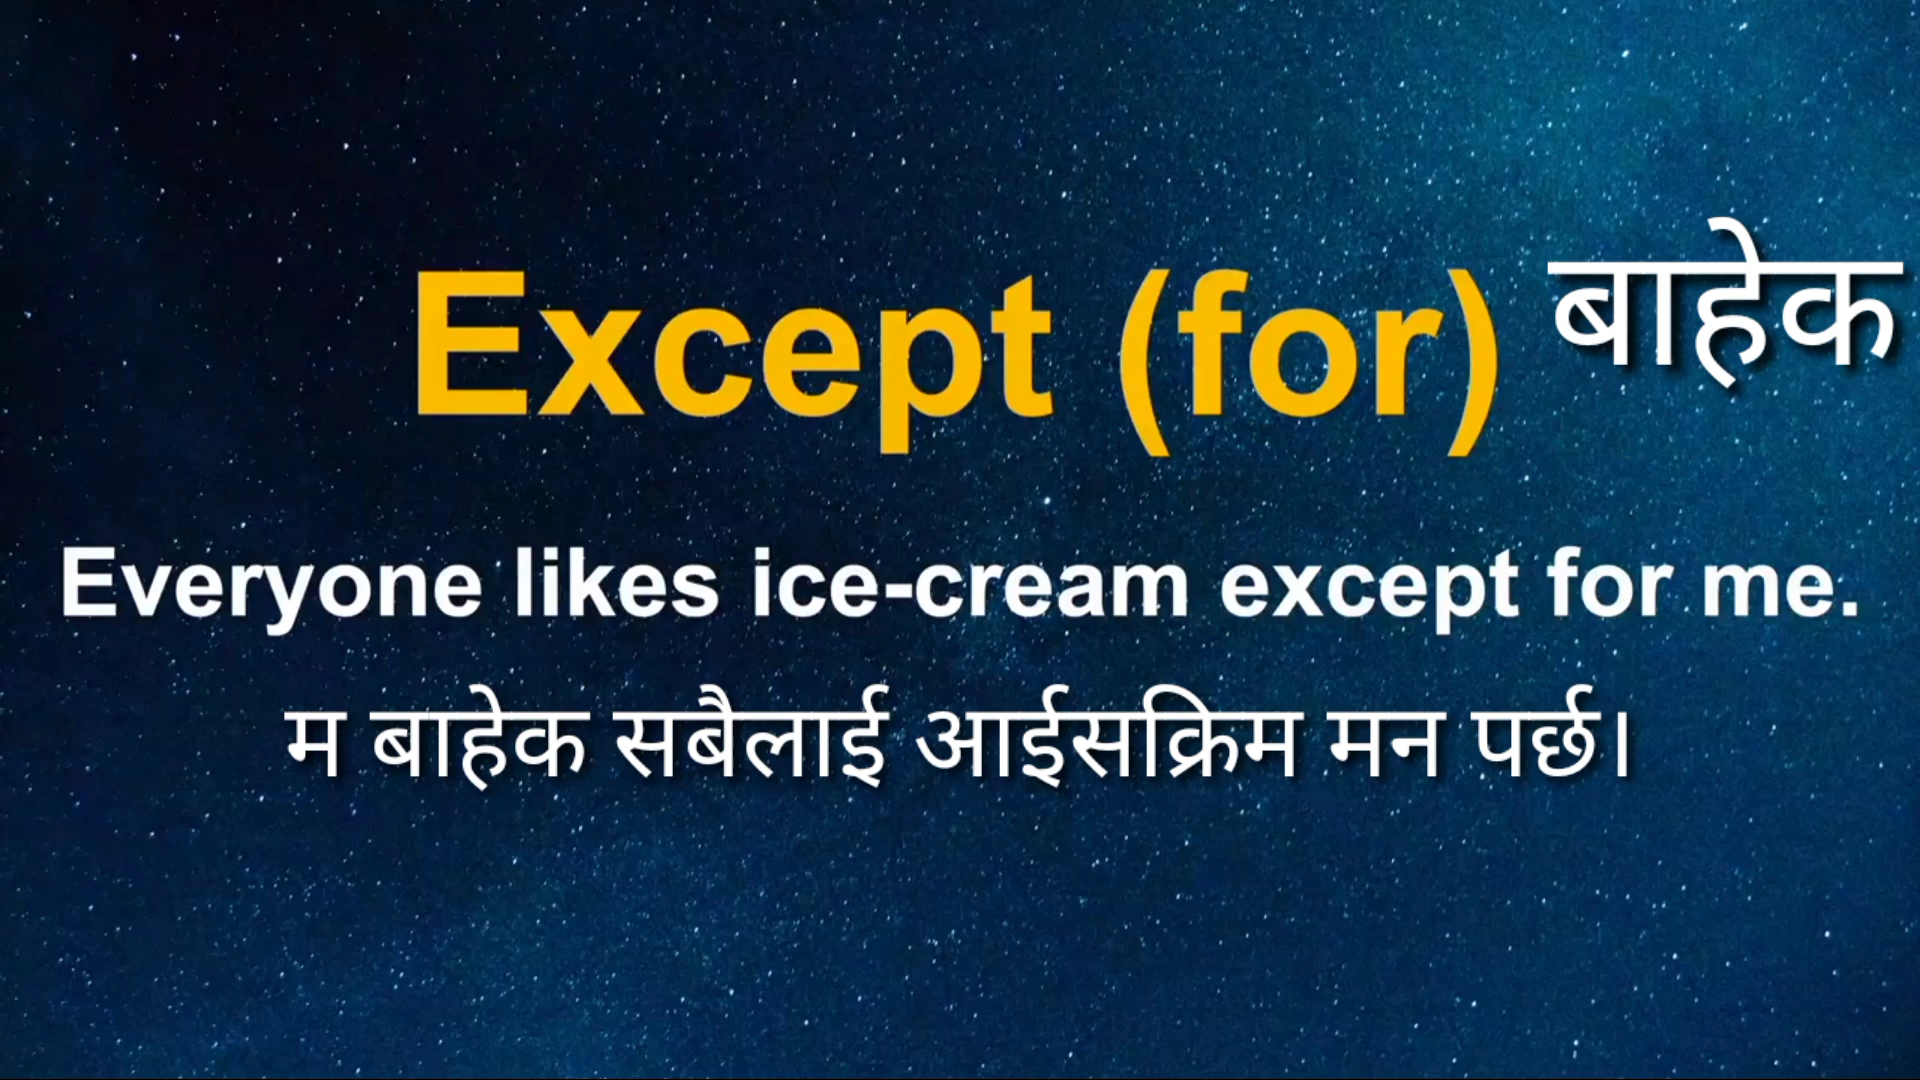 Except (for) बाहेक
Everyone likes ice-cream except for me.
म बाहेक सबैलाई आईसक्रिम मन पर्छ।